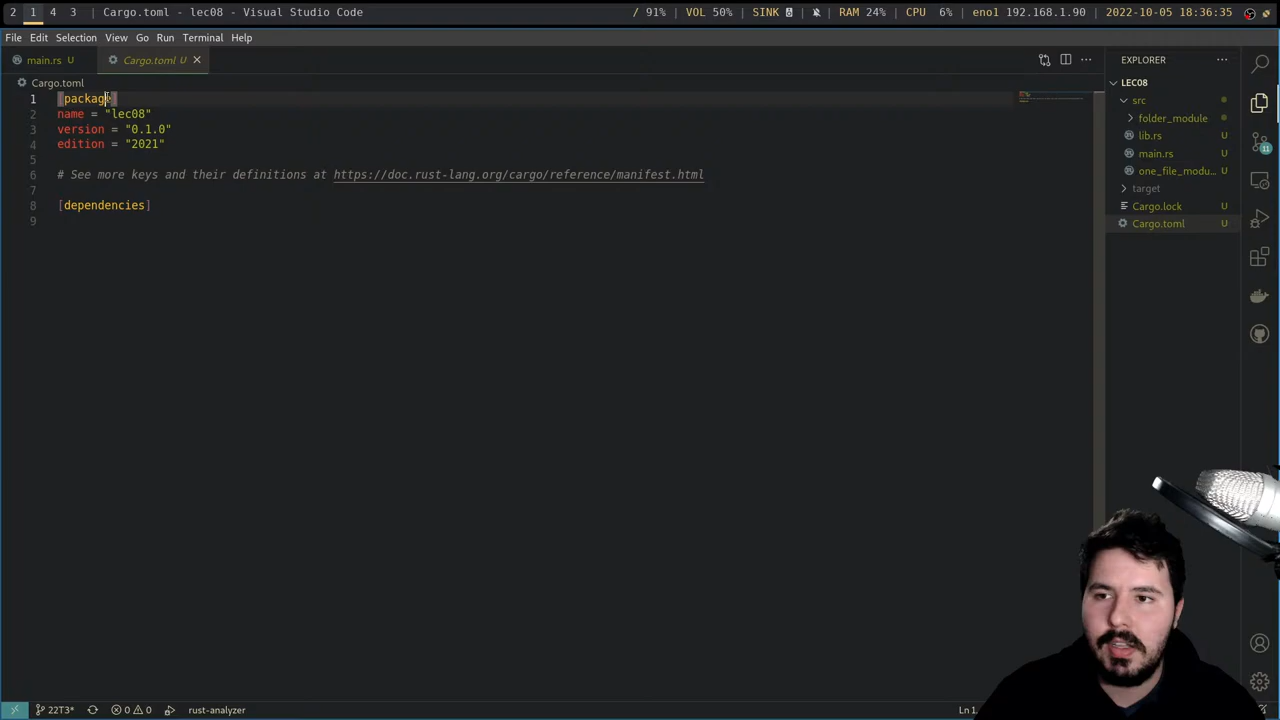 2 1 4 3 | Cargo.toml - lec08 - Visual Studio Code
/ 91% | VOL 50% | SINK | RAM 24% | CPU 6% | eno1 192.168.1.90 | 2022-10-05 18:36:35
File Edit Selection View Go Run Terminal Help
main.rs U Cargo.toml U
Cargo.toml
1 [package]
2 name = "lec08"
3 version = "0.1.0"
4 edition = "2021"
5
6 # See more keys and their definitions at https://doc.rust-lang.org/cargo/reference/manifest.html
7
8 [dependencies]
9
EXPLORER
LEC08
src
folder_module
lib.rs U
main.rs U
one_file_modu... U
target
Cargo.lock U
Cargo.toml U
11
22T3* 0 0 rust-analyzer
Ln 1